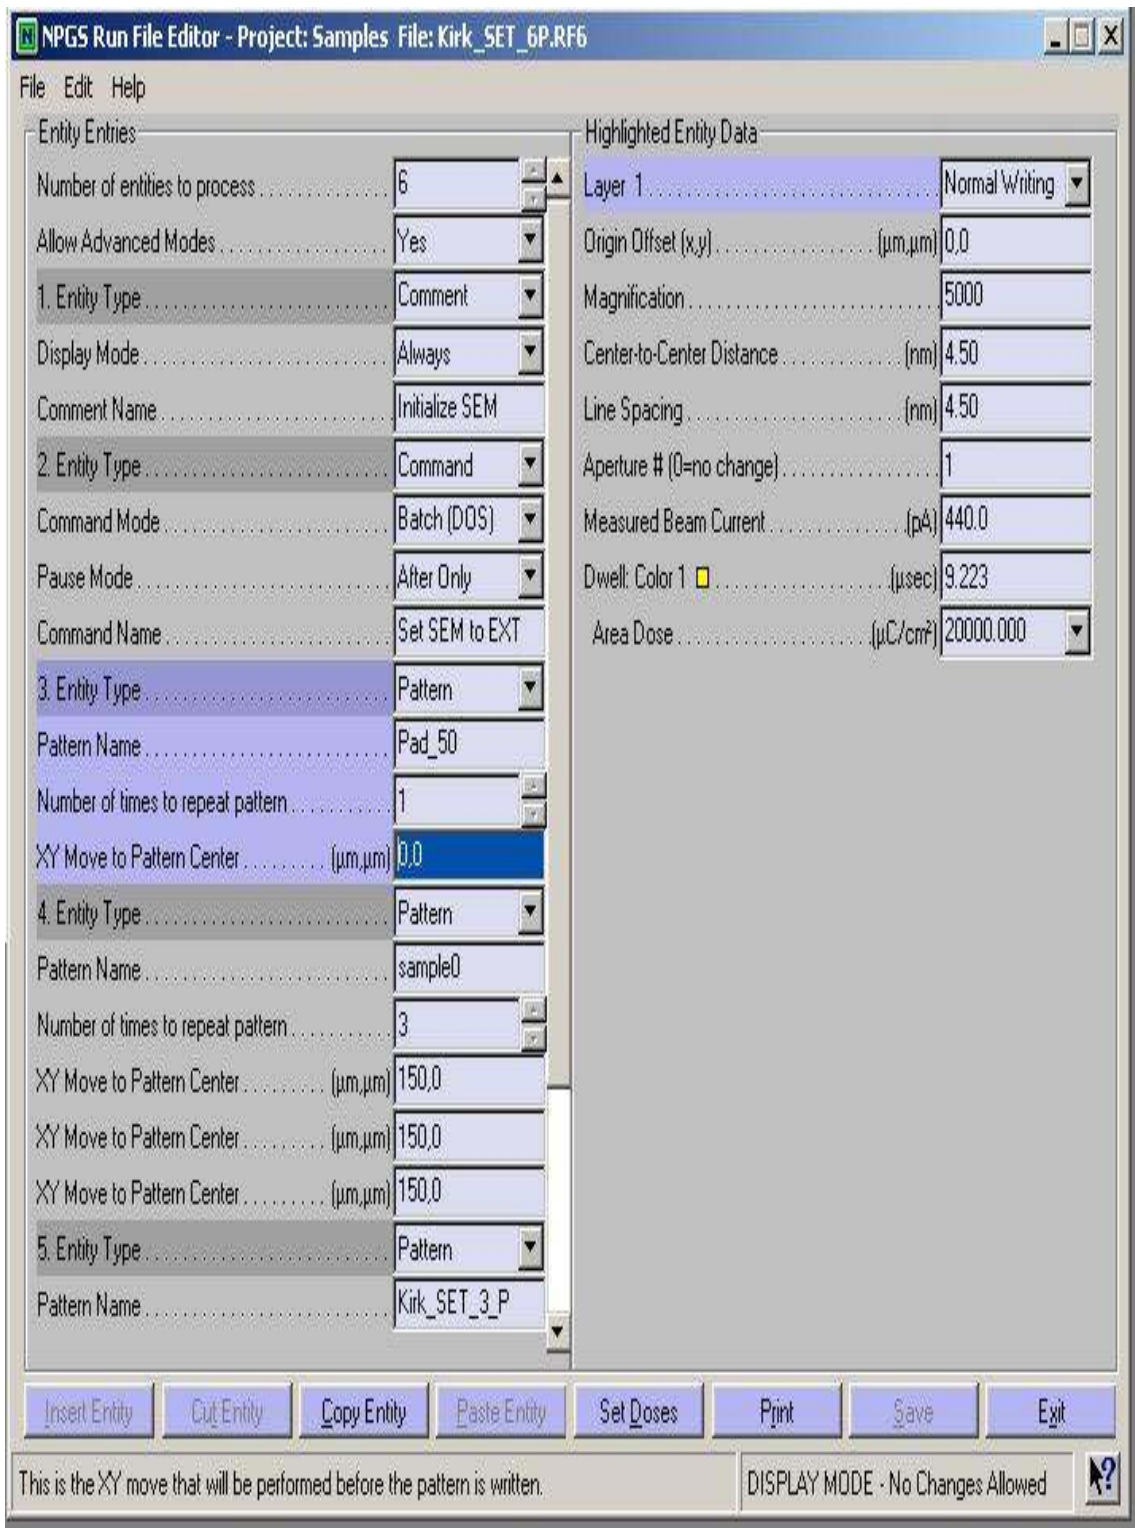 NPGS Run File Editor - Project: Samples File: Kirk_SET_6P.RF6
File Edit Help
Entity Entries
Number of entities to process 6
Allow Advanced Modes Yes
1. Entity Type Comment
Display Mode Always
Comment Name Initialize SEM
2. Entity Type Command
Command Mode Batch (DOS)
Pause Mode After Only
Command Name Set SEM to EXT
3. Entity Type Pattern
Pattern Name Pad_50
Number of times to repeat pattern 1
XY Move to Pattern Center (µm,µm) 0,0
4. Entity Type Pattern
Pattern Name sample0
Number of times to repeat pattern 3
XY Move to Pattern Center (µm,µm) 150,0
XY Move to Pattern Center (µm,µm) 150,0
XY Move to Pattern Center (µm,µm) 150,0
5. Entity Type Pattern
Pattern Name Kirk_SET_3_P
Highlighted Entity Data
Layer 1 Normal Writing
Origin Offset (x,y) (µm,µm) 0,0
Magnification 5000
Center-to-Center Distance (nm) 4.50
Line Spacing (nm) 4.50
Aperture # (0=no change) 1
Measured Beam Current (pA) 440.0
Dwell: Color 1 (µsec) 9.223
Area Dose (µC/cm²) 20000.000
Insert Entity Cut Entity Copy Entity Paste Entity Set Doses Print Save Exit
This is the XY move that will be performed before the pattern is written. DISPLAY MODE - No Changes Allowed